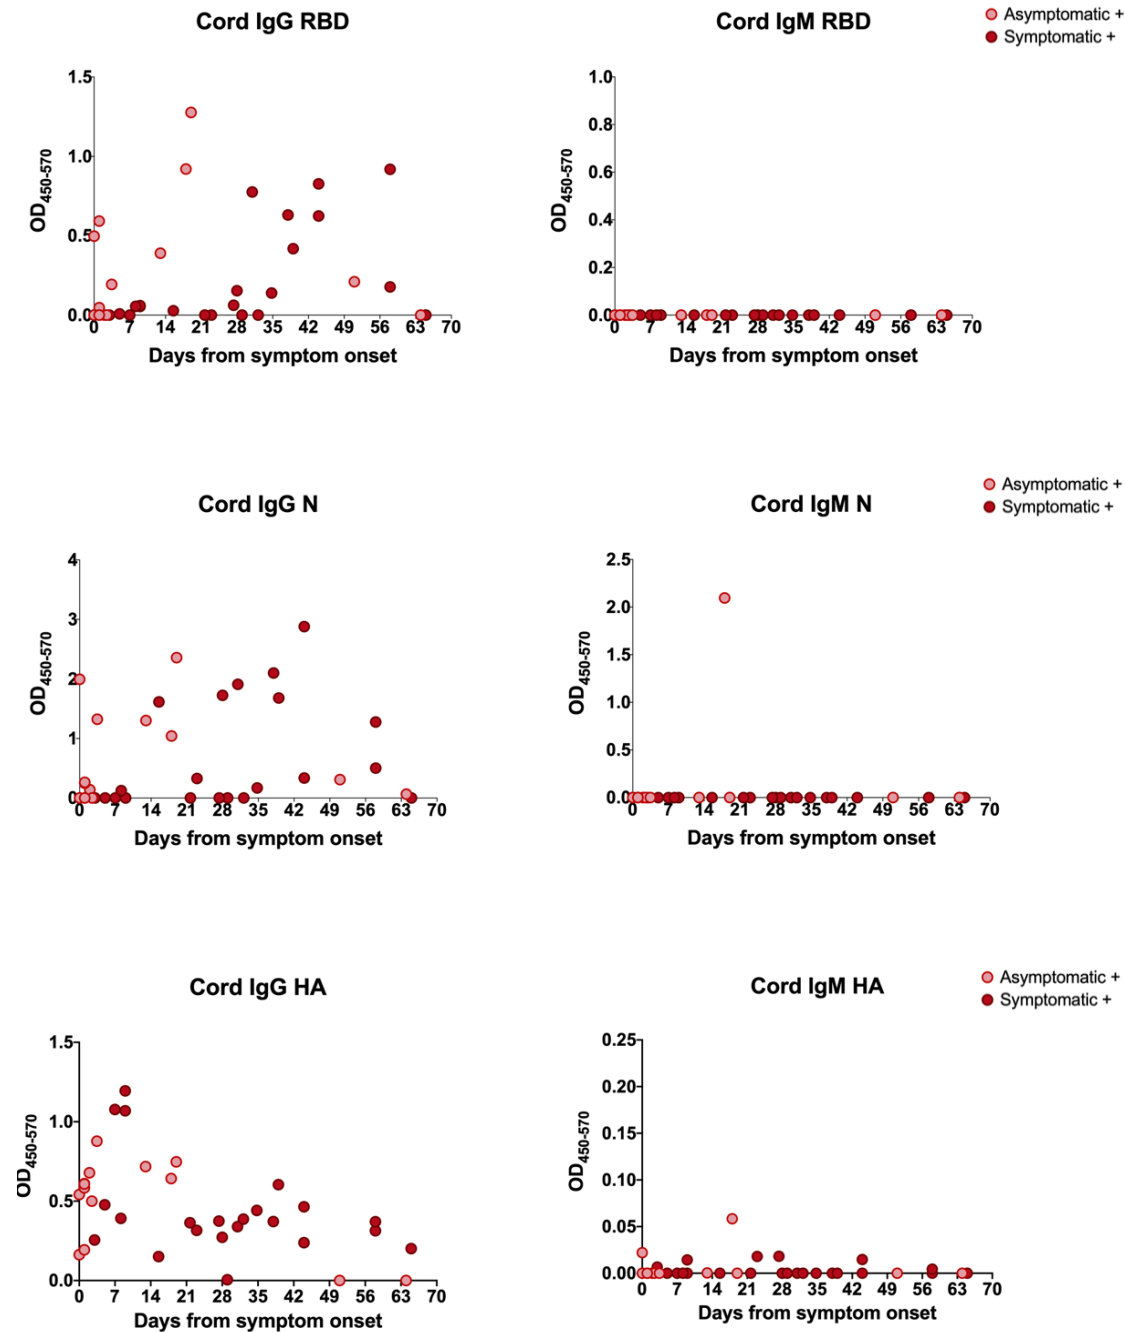 Cord IgG RBD
Cord IgM RBD
Asymptomatic +
Symptomatic +
1.5
1.0
0.5
0.0
OD450-570
0 7 14 21 28 35 42 49 56 63 70
Days from symptom onset
1.0
0.8
0.6
0.4
0.2
0.0
OD450-570
0 7 14 21 28 35 42 49 56 63 70
Days from symptom onset
Cord IgG N
Cord IgM N
Asymptomatic +
Symptomatic +
4
3
2
1
0
OD450-570
0 7 14 21 28 35 42 49 56 63 70
Days from symptom onset
2.5
2.0
1.5
1.0
0.5
0.0
OD450-570
0 7 14 21 28 35 42 49 56 63 70
Days from symptom onset
Cord IgG HA
Cord IgM HA
Asymptomatic +
Symptomatic +
1.5
1.0
0.5
0.0
OD450-570
0 7 14 21 28 35 42 49 56 63 70
Days from symptom onset
0.25
0.20
0.15
0.10
0.05
0.00
OD450-570
0 7 14 21 28 35 42 49 56 63 70
Days from symptom onset